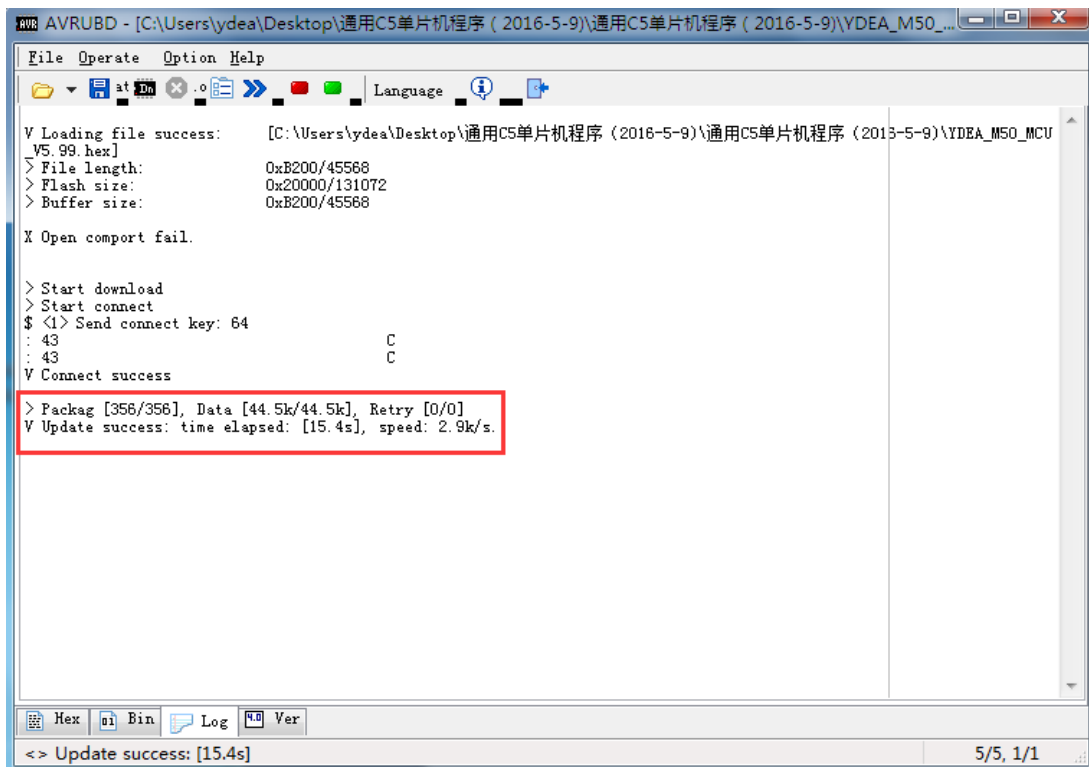 AVRUBD - [C:\Users\ydea\Desktop\通用C5单片机程序（2016-5-9)\通用C5单片机程序（2016-5-9)\YDEA_M50_...
File Operate Option Help
at Dn .o Language
V Loading file success: [C:\Users\ydea\Desktop\通用C5单片机程序（2016-5-9)\通用C5单片机程序（2016-5-9)\YDEA_M50_MCU
_V5.99.hex]
> File length: 0xB200/45568
> Flash size: 0x20000/131072
> Buffer size: 0xB200/45568
X Open comport fail.
> Start download
> Start connect
$ <1> Send connect key: 64
: 43 C
: 43 C
V Connect success
> Packag [356/356], Data [44.5k/44.5k], Retry [0/0]
V Update success: time elapsed: [15.4s], speed: 2.9k/s.
Hex Bin Log Ver
<> Update success: [15.4s] 5/5, 1/1